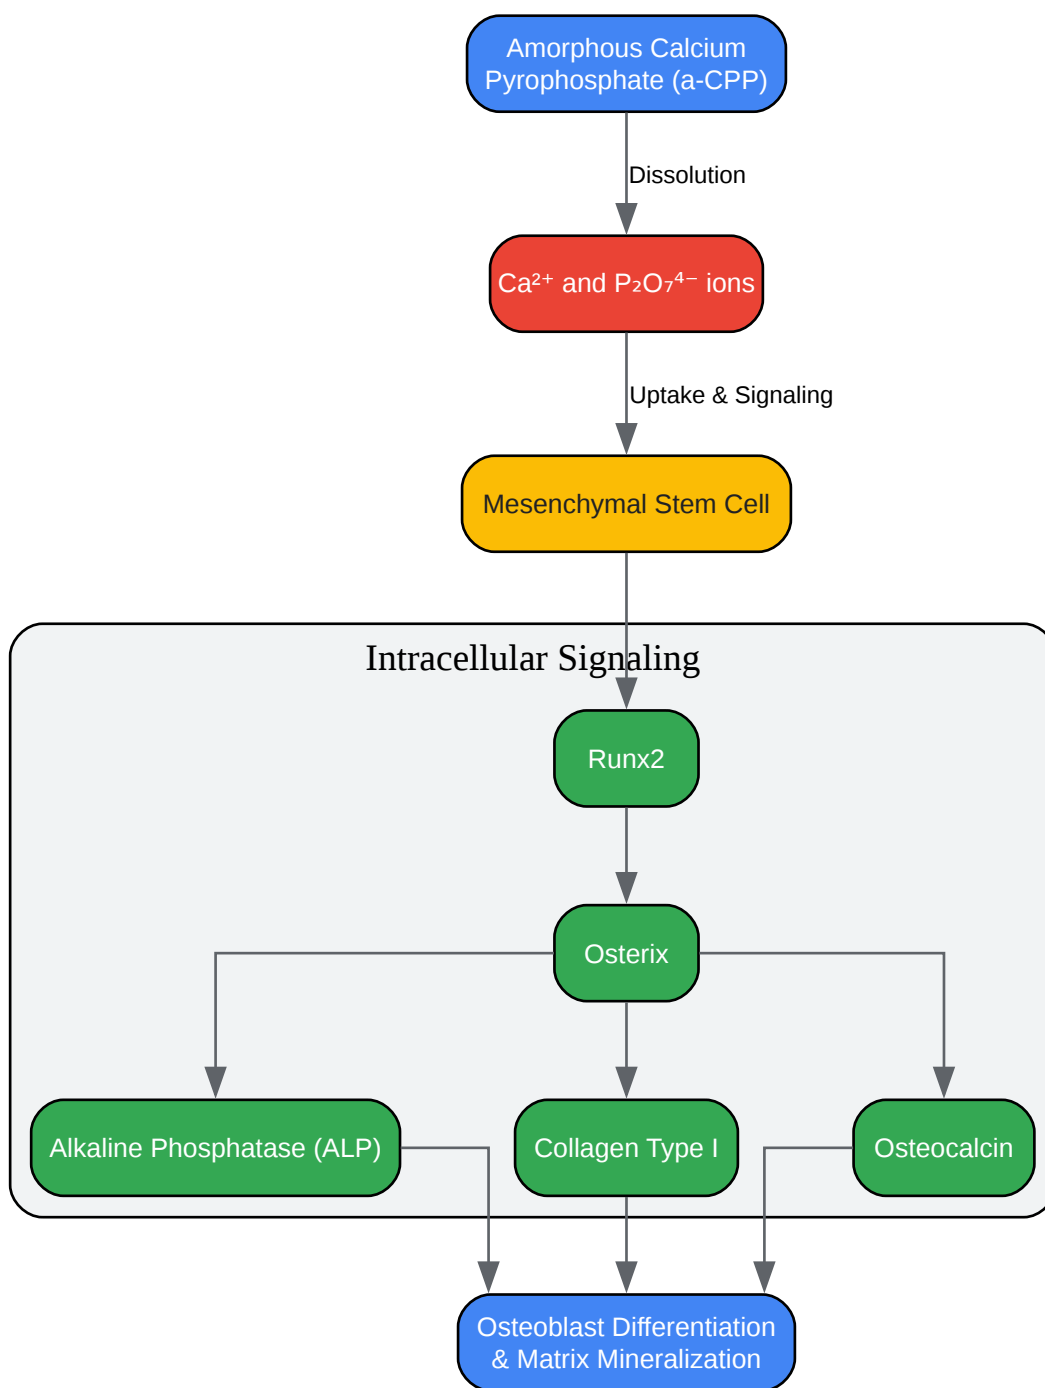 Amorphous Calcium
Pyrophosphate (a-CPP)
Dissolution
Ca²⁺ and P₂O₇⁴⁻ ions
Uptake & Signaling
Mesenchymal Stem Cell
Intracellular Signaling
Runx2
Osterix
Alkaline Phosphatase (ALP)
Collagen Type I
Osteocalcin
Osteoblast Differentiation
& Matrix Mineralization